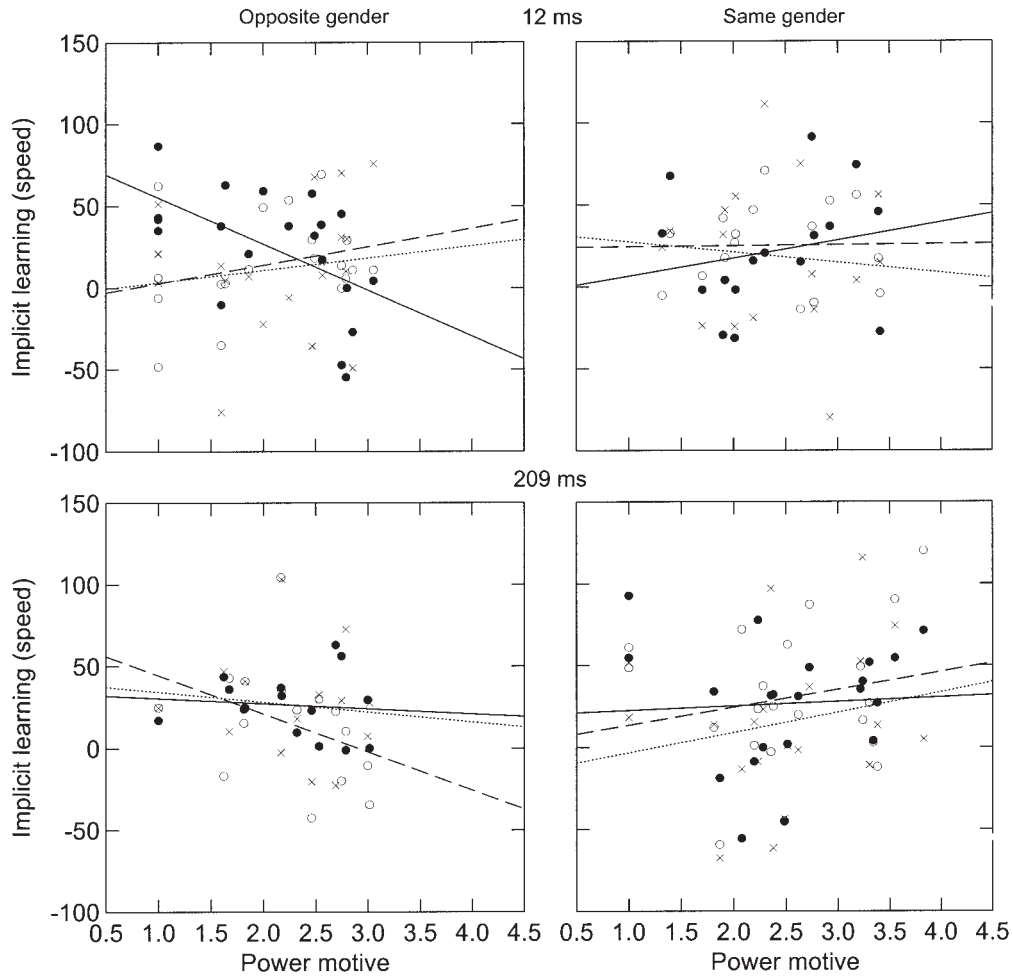 Opposite gender 12 ms Same gender
150
100
50
0
-50
-100
Implicit learning (speed)
209 ms
150
100
50
0
-50
-100
Implicit learning (speed)
0.5 1.0 1.5 2.0 2.5 3.0 3.5 4.0 4.5
0.5 1.0 1.5 2.0 2.5 3.0 3.5 4.0 4.5
Power motive Power motive